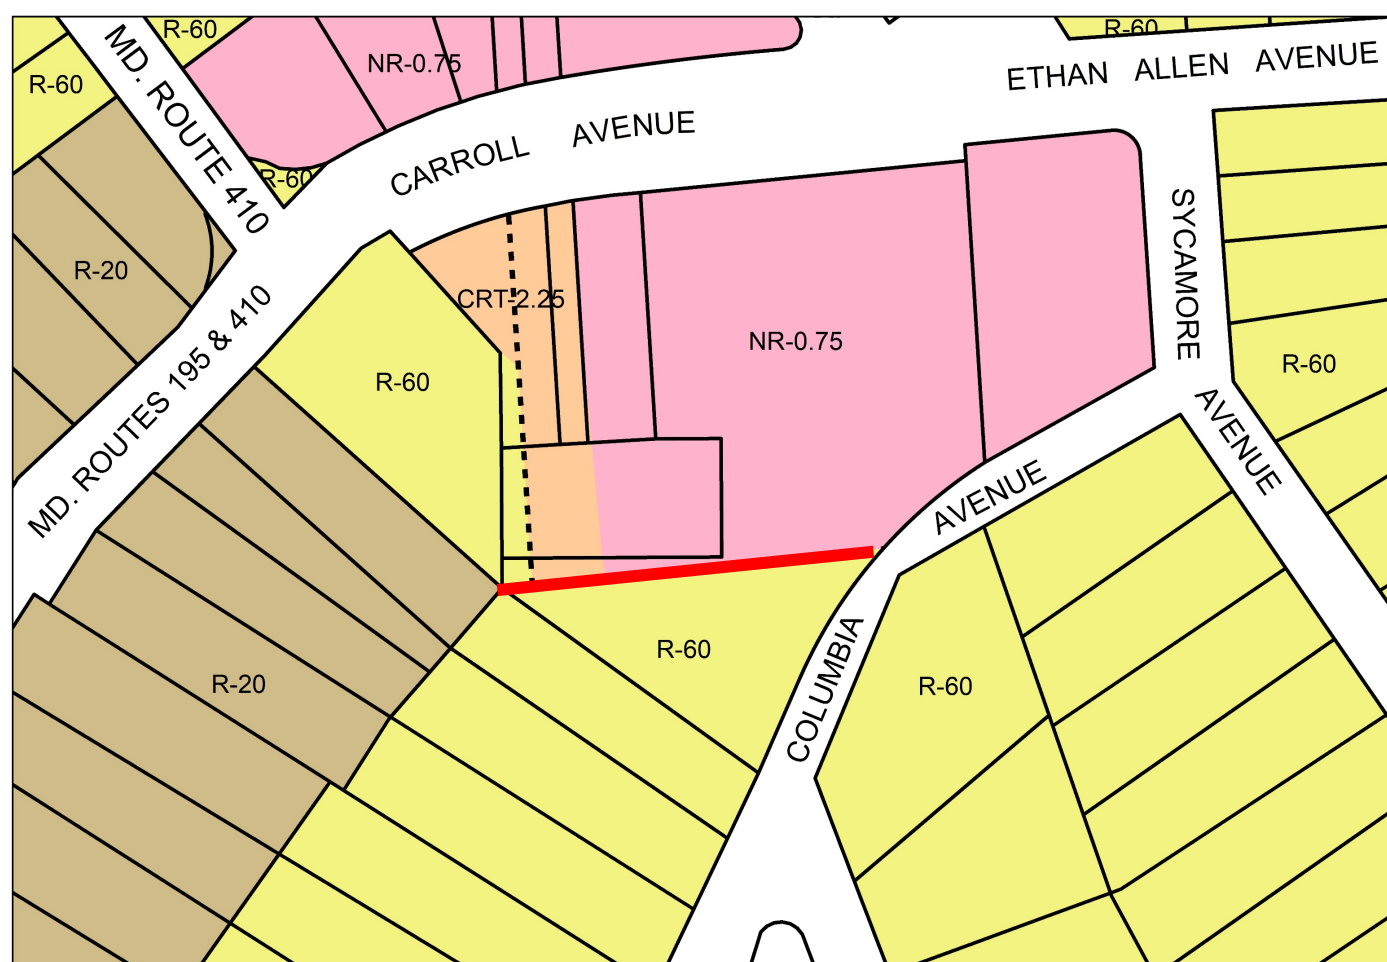 R-60
R-60
MD. ROUTE 410
R-60
NR-0.75
ETHAN ALLEN AVENUE
CARROLL AVENUE
R-60
R-20
CRT-2.25
NR-0.75
SYCAMORE AVENUE
R-60
R-60
MD. ROUTES 195 & 410
COLUMBIA AVENUE
R-60
R-60
R-20